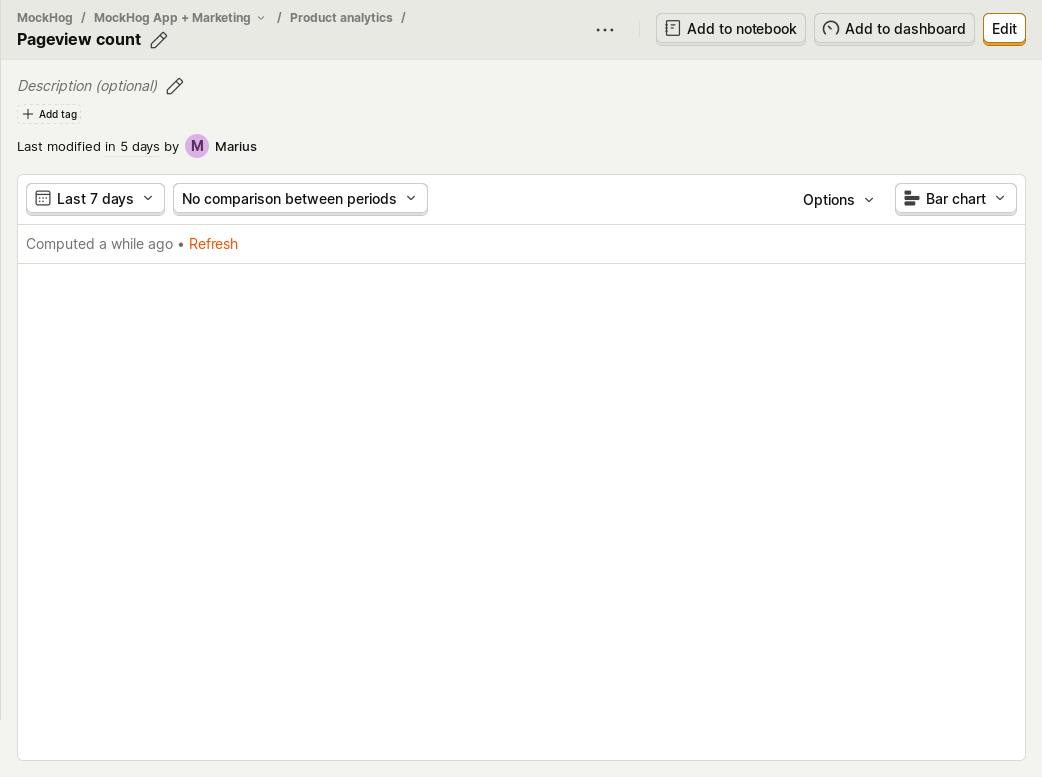 MockHog / MockHog App + Marketing / Product analytics /
Pageview count
Add to notebook
Add to dashboard
Edit
Description (optional)
Add tag
Last modified in 5 days by M Marius
Last 7 days
No comparison between periods
Options
Bar chart
Computed a while ago • Refresh